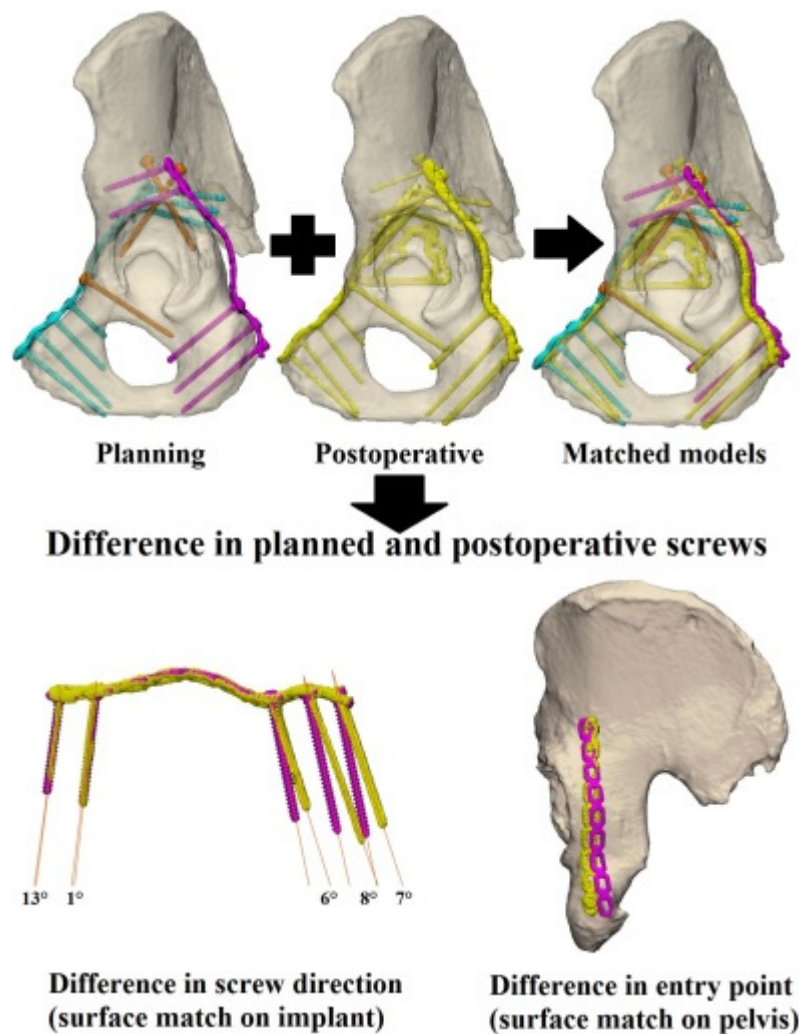 Planning
Postoperative
Matched models
Difference in planned and postoperative screws
13° 1° 6° 8° 7°
Difference in screw direction
(surface match on implant)
Difference in entry point
(surface match on pelvis)